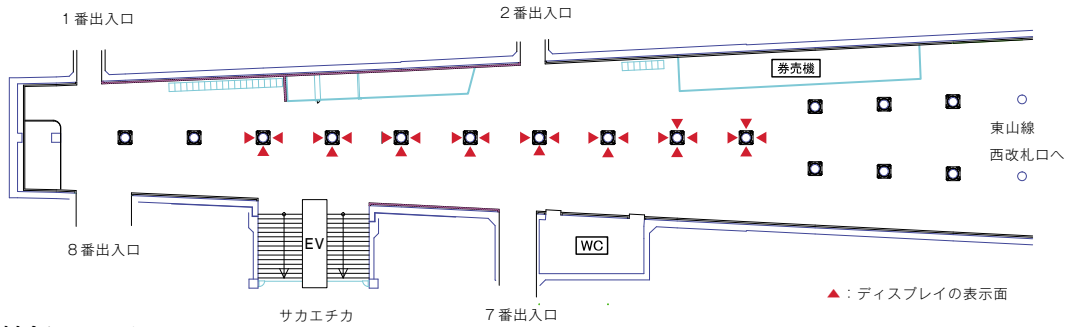 1番出入口
2番出入口
券売機
東山線
西改札口へ
8番出入口
EV
WC
サカエチカ
7番出入口
▲：ディスプレイの表示面